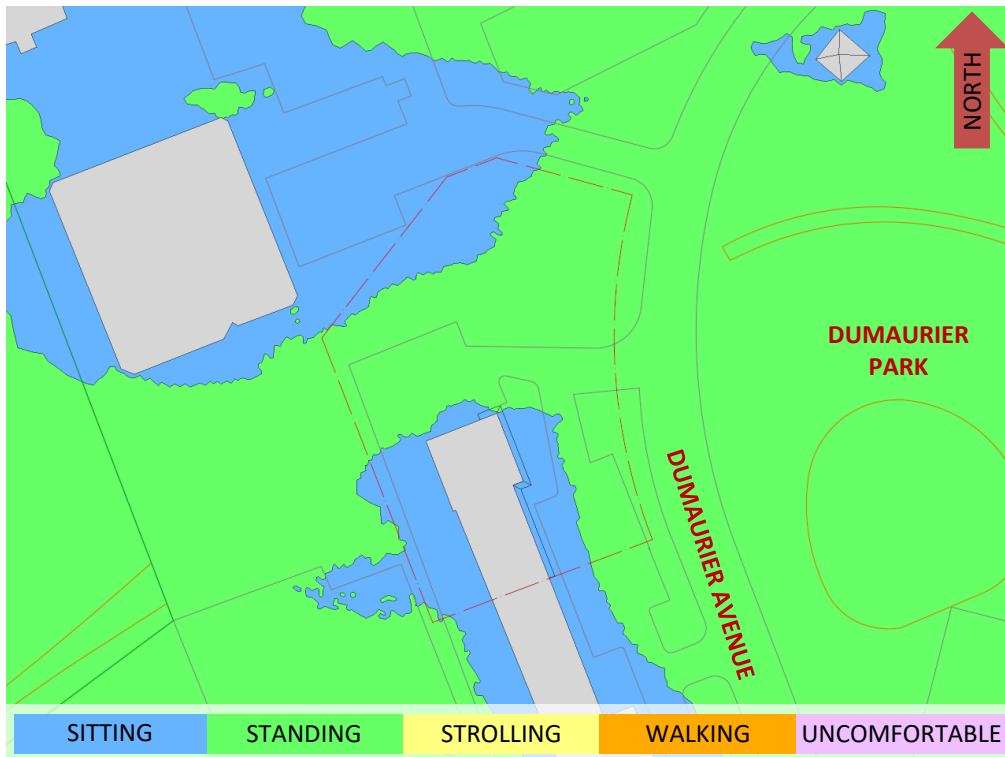 NORTH
DUMAURIER
PARK
DUMAURIER AVENUE
SITTING
STANDING
STROLLING
WALKING
UNCOMFORTABLE